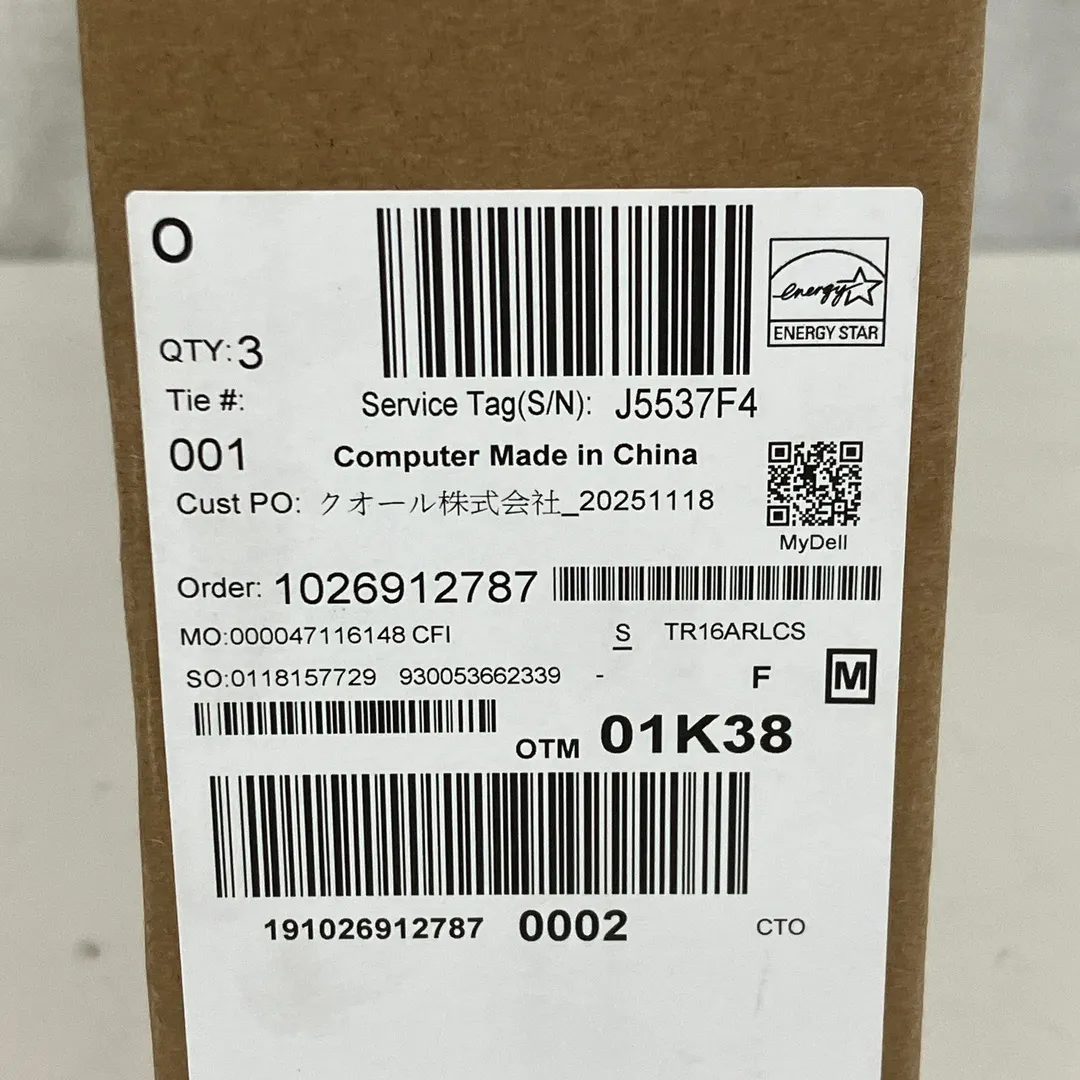 O
energy
ENERGY STAR
QTY: 3
Tie #:
Service Tag(S/N): J5537F4
001
Computer Made in China
Cust PO: クオール株式会社_20251118
MyDell
Order: 1026912787
MO:000047116148 CFI S TR16ARLCS
SO:0118157729 930053662339 - F M
OTM 01K38
191026912787 0002 CTO